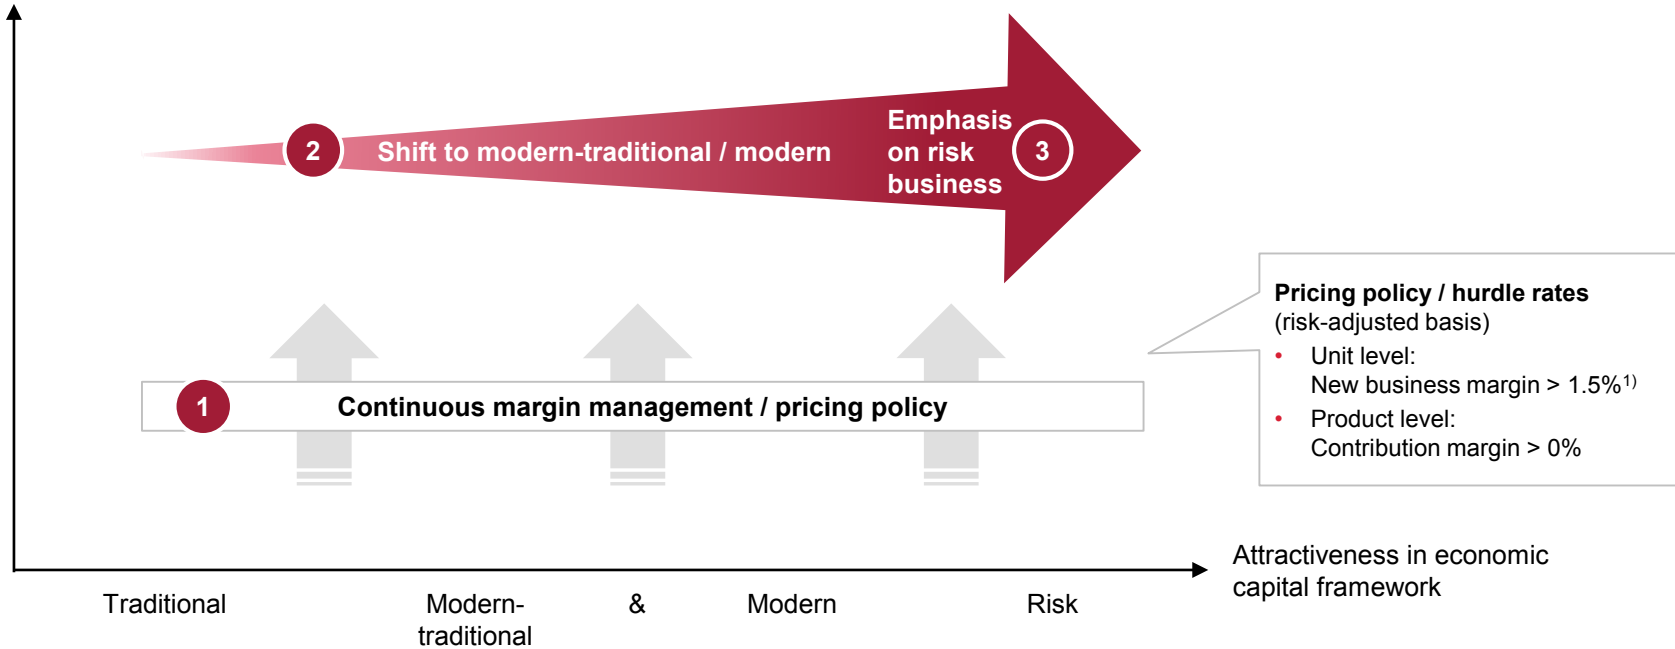 2
Shift to modern-traditional / modern
Emphasis
on risk
business
3
1
Continuous margin management / pricing policy
Pricing policy / hurdle rates
(risk-adjusted basis)
• Unit level:
New business margin > 1.5%¹⁾
• Product level:
Contribution margin > 0%
Attractiveness in economic
capital framework
Traditional
Modern-
traditional
&
Modern
Risk